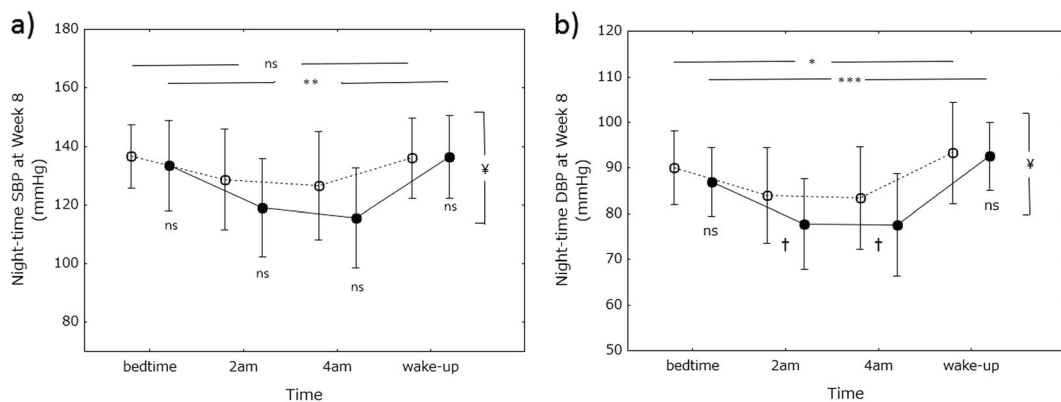 a)
Night-time SBP at Week 8
(mmHg)
180
160
140
120
100
80
ns
**
¥
ns
ns
ns
ns
bedtime
2am
4am
wake-up
Time
b)
Night-time DBP at Week 8
(mmHg)
120
110
100
90
80
70
60
50
*
***
¥
ns
†
†
ns
bedtime
2am
4am
wake-up
Time